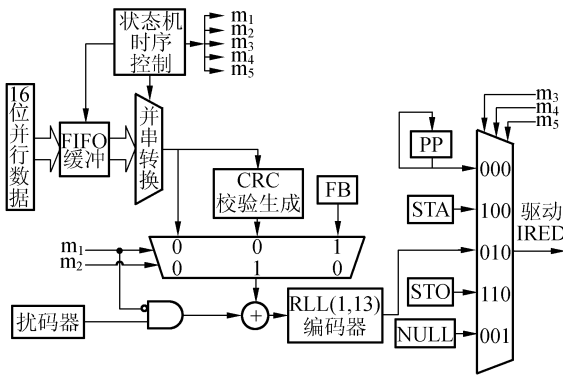 状态机
时序
控制
m₁
m₂
m₃
m₄
m₅
16位并行数据
FIFO
缓冲
并串转换
CRC
校验生成
FB
m₁
m₂
0 0 1
0 1 0
扰码器
+
RLL(1,13)
编码器
m₃
m₄
m₅
PP
STA
STO
NULL
000
100
010
110
001
驱动
IRED